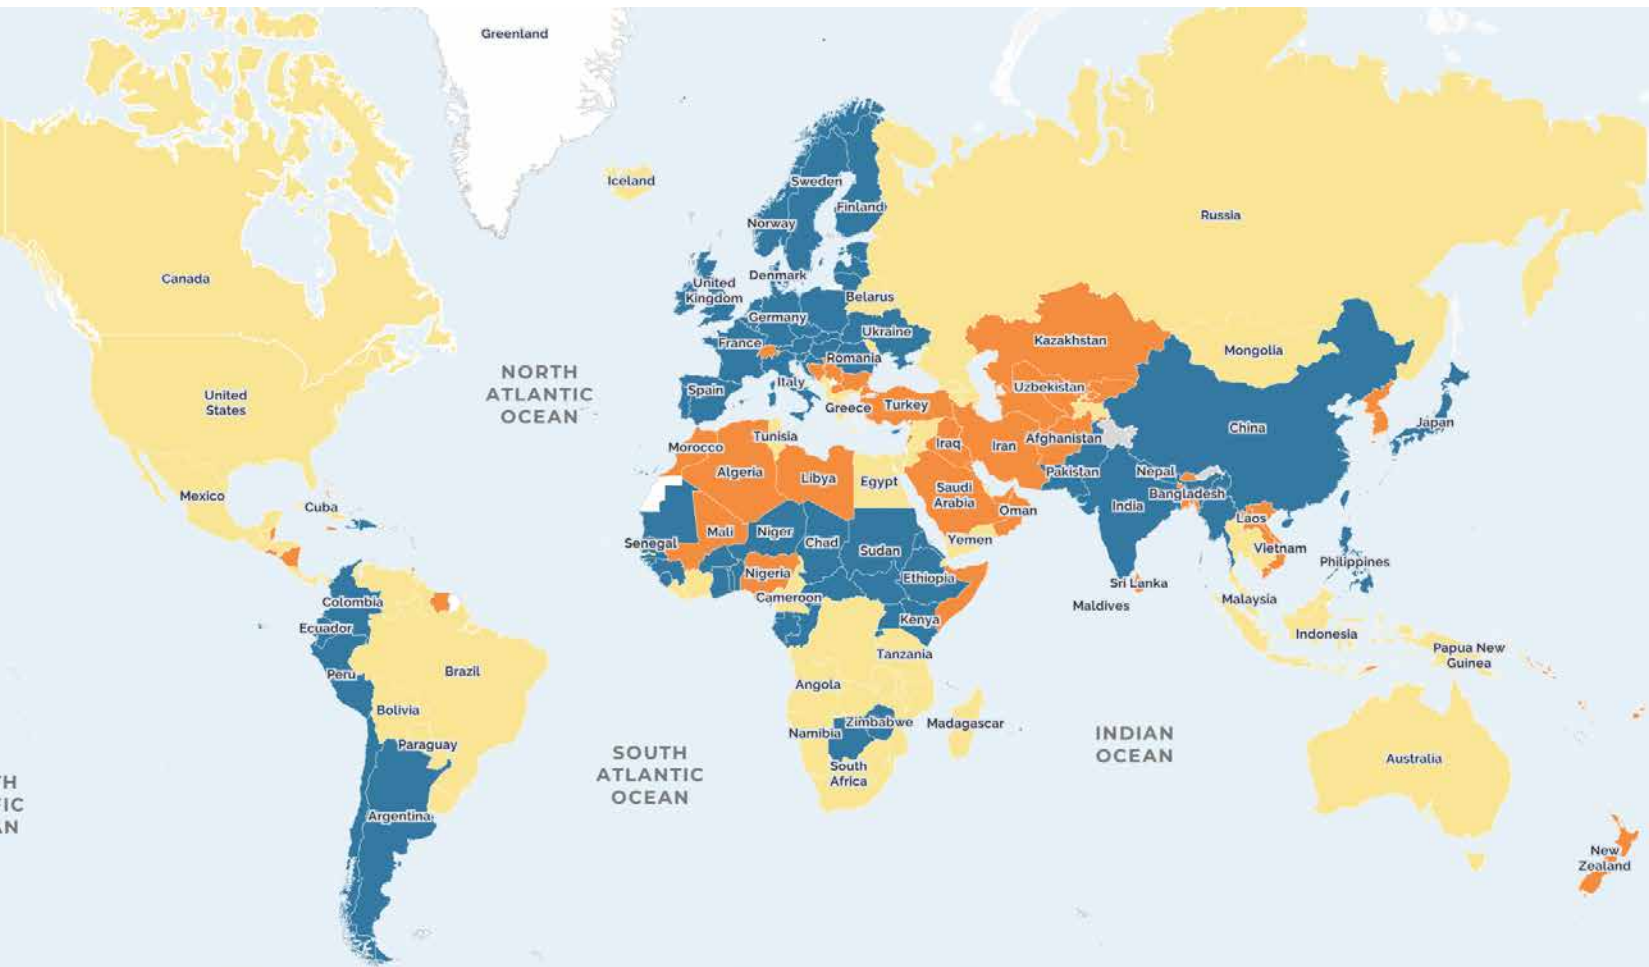 Greenland
Iceland
Sweden
Finland
Russia
Norway
Canada
Denmark
United
Kingdom
Belarus
Germany
Ukraine
France
Kazakhstan
Mongolia
Romania
NORTH
ATLANTIC
OCEAN
Spain
Italy
Uzbekistan
United
States
Greece
Turkey
China
Japan
Tunisia
Morocco
Iraq
Iran
Afghanistan
Algeria
Libya
Egypt
Pakistan
Nepal
Mexico
Cuba
Saudi
Arabia
Oman
India
Bangladesh
Laos
Senegal
Mali
Niger
Chad
Sudan
Yemen
Vietnam
Philippines
Nigeria
Ethiopia
Sri Lanka
Colombia
Cameroon
Maldives
Malaysia
Ecuador
Kenya
Indonesia
Tanzania
Papua New
Guinea
Peru
Brazil
Angola
Bolivia
Zimbabwe
Madagascar
Namibia
INDIAN
OCEAN
Paraguay
SOUTH
ATLANTIC
OCEAN
South
Africa
Australia
Argentina
New
Zealand